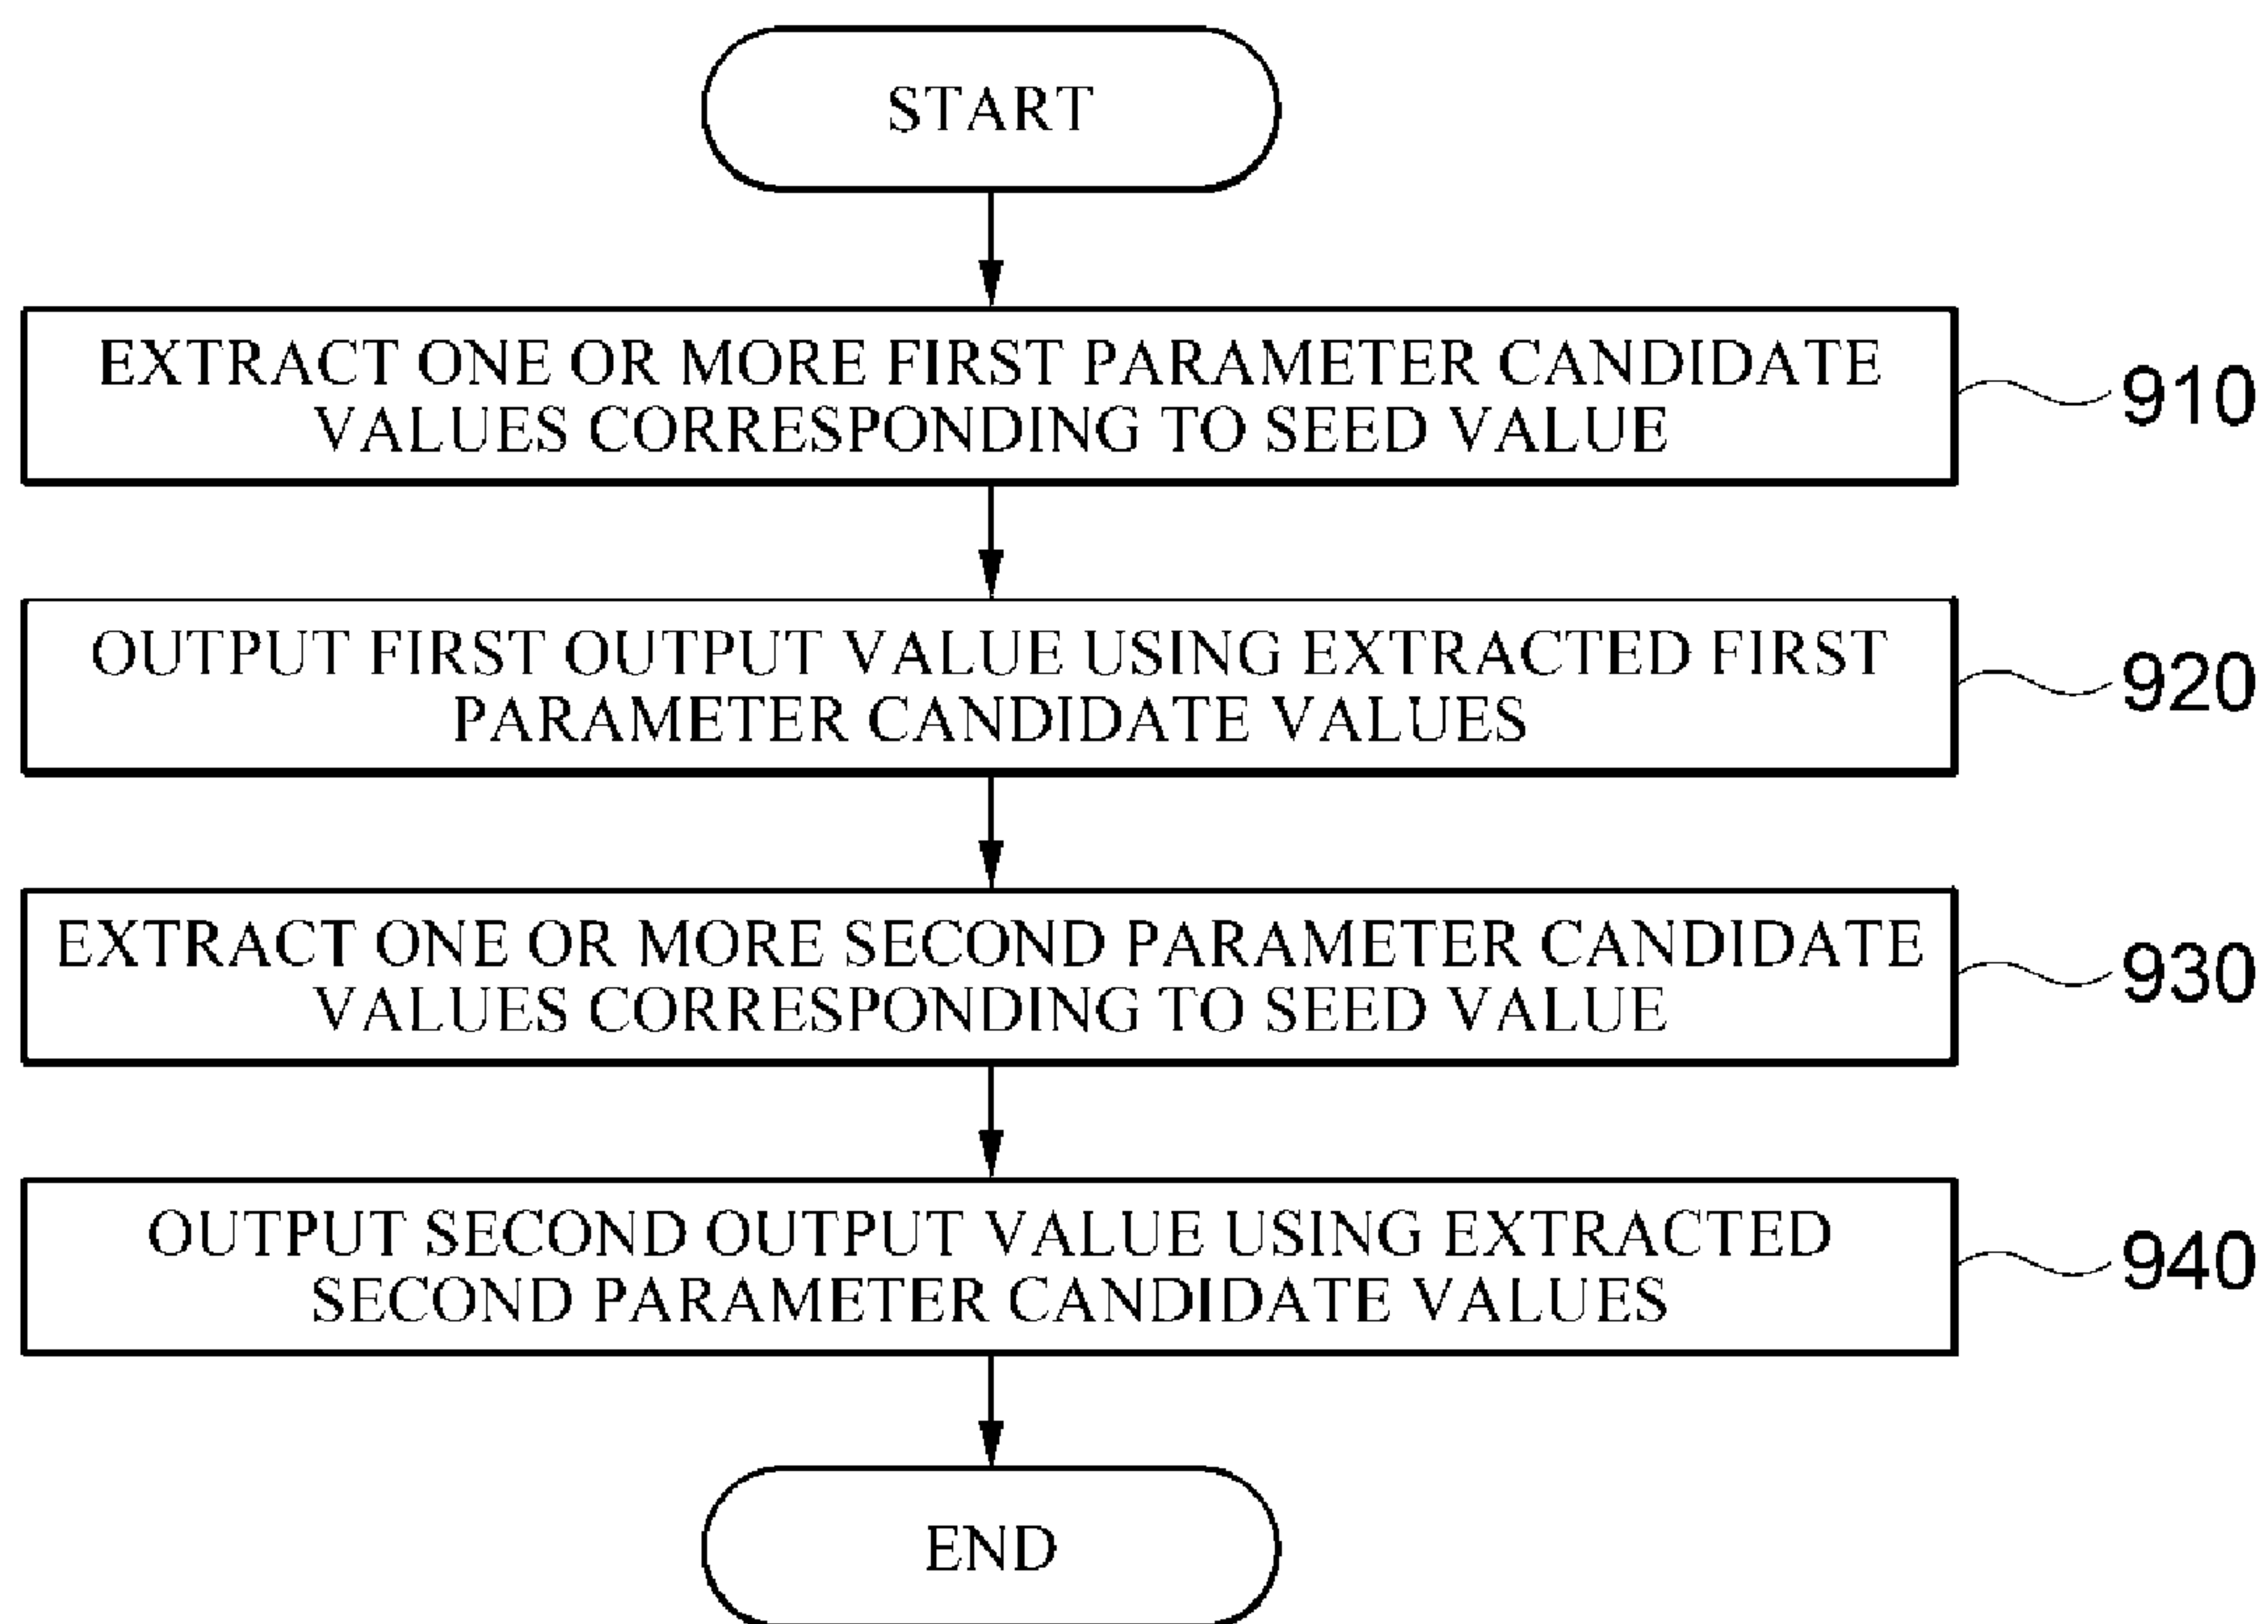 START
EXTRACT ONE OR MORE FIRST PARAMETER CANDIDATE
VALUES CORRESPONDING TO SEED VALUE
910
OUTPUT FIRST OUTPUT VALUE USING EXTRACTED FIRST
PARAMETER CANDIDATE VALUES
920
EXTRACT ONE OR MORE SECOND PARAMETER CANDIDATE
VALUES CORRESPONDING TO SEED VALUE
930
OUTPUT SECOND OUTPUT VALUE USING EXTRACTED
SECOND PARAMETER CANDIDATE VALUES
940
END